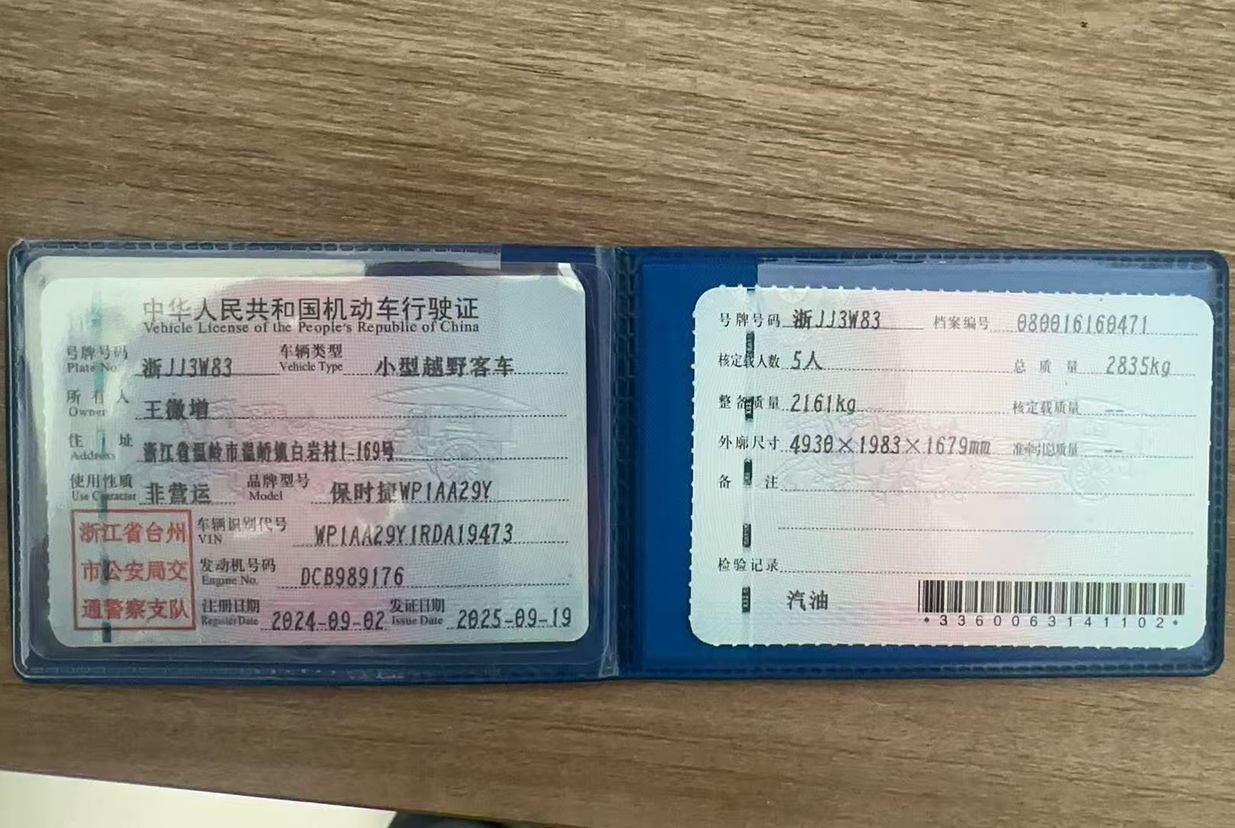 中华人民共和国机动车行驶证
Vehicle License of the People's Republic of China
号牌号码 浙JJ3W83 车辆类型 小型越野客车
Plate No. Vehicle Type
所有人 王微增
Owner
住址 浙江省温岭市温峤镇白岩村1-169号
Address
使用性质 非营运 品牌型号 保时捷WP1AA29Y
Use Character Model
浙江省台州
市公安局交
通警察支队
车辆识别代号 WP1AA29Y1RDA19473
VIN
发动机号码 DCB989176
Engine No.
注册日期 2024-09-02 发证日期 2025-09-19
Register Date Issue Date
号牌号码 浙JJ3W83 档案编号 080016160471
核定载人数 5人 总质量 2835kg
整备质量 2161kg 核定载质量 --
外廓尺寸 4930×1983×1679mm 准牵引总质量 --
备注
检验记录
汽油
*3360063141102*